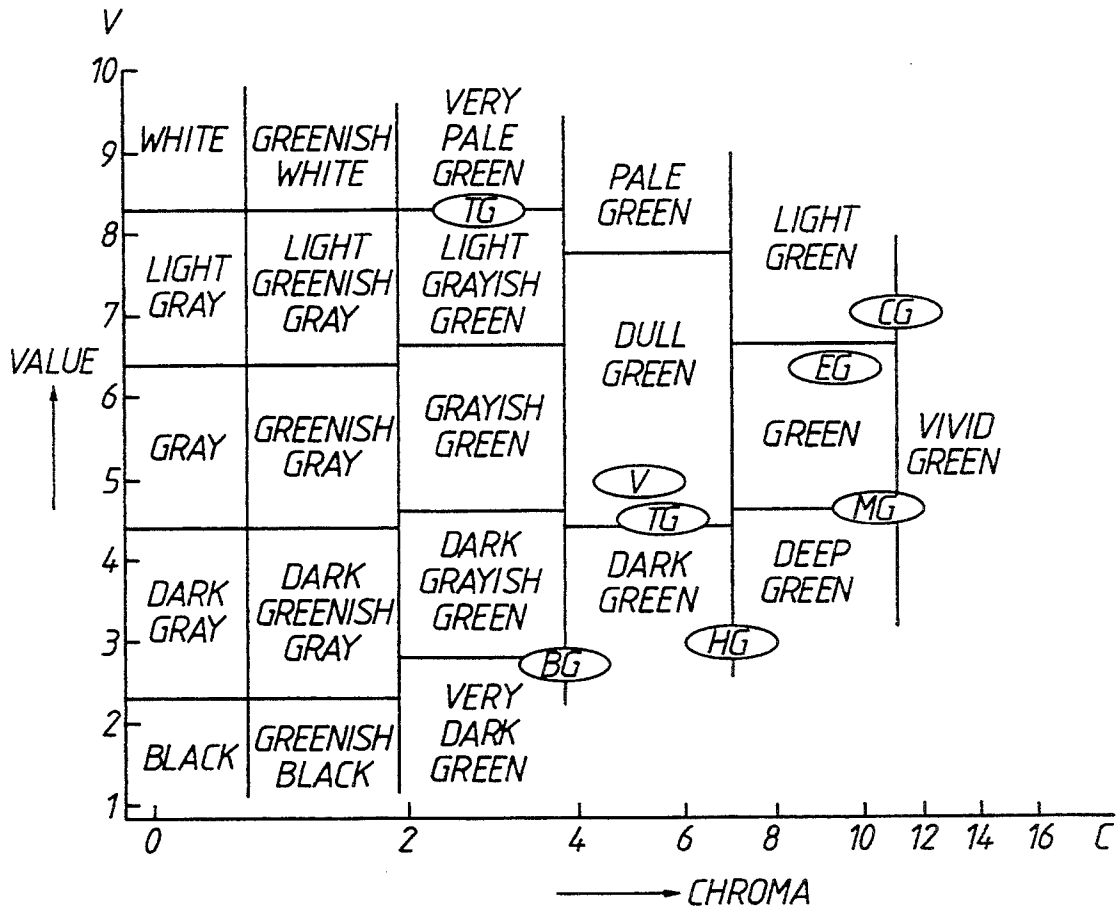 V
10
9
8
7
6
5
4
3
2
1
VALUE
WHITE
GREENISH
WHITE
VERY
PALE
GREEN
TG
PALE
GREEN
LIGHT
GRAY
LIGHT
GREENISH
GRAY
LIGHT
GRAYISH
GREEN
DULL
GREEN
LIGHT
GREEN
CG
EG
GRAY
GREENISH
GRAY
GRAYISH
GREEN
V
TG
GREEN
VIVID
GREEN
MG
DARK
GRAY
DARK
GREENISH
GRAY
DARK
GRAYISH
GREEN
BG
DARK
GREEN
HG
DEEP
GREEN
BLACK
GREENISH
BLACK
VERY
DARK
GREEN
0 2 4 6 8 10 12 14 16 C
CHROMA